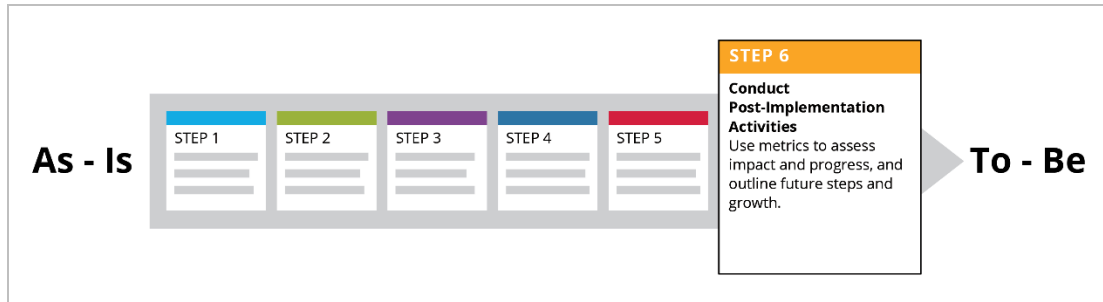 As - Is
STEP 1
STEP 2
STEP 3
STEP 4
STEP 5
STEP 6
Conduct
Post-Implementation
Activities
Use metrics to assess
impact and progress, and
outline future steps and
growth.
To - Be